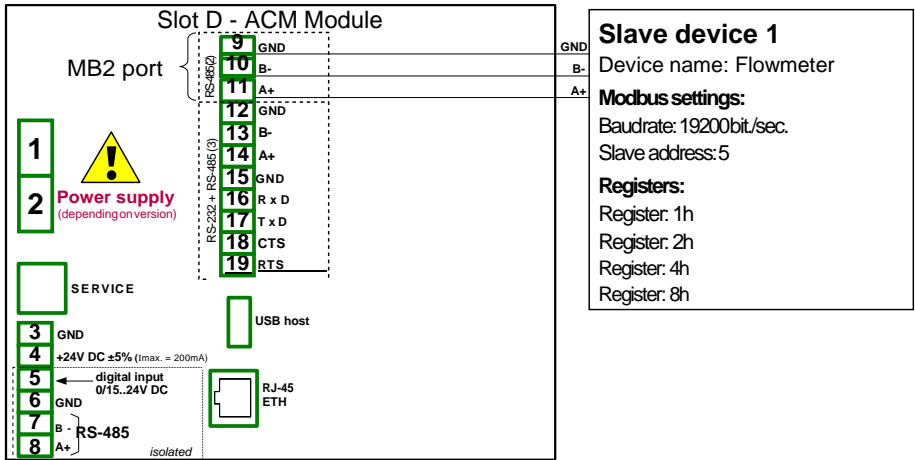 Slot D - ACM Module
MB2 port
RS-485(2)
9 GND
10 B-
11 A+
GND
B-
A+
RS-232 + RS-485 (3)
12 GND
13 B-
14 A+
15 GND
16 R x D
17 T x D
18 CTS
19 RTS
1
2
Power supply
(depending on version)
SERVICE
USB host
3 GND
4 +24V DC ±5% (Imax. = 200mA)
5 digital input
0/15..24V DC
6 GND
7 B -
8 A+
RS-485
isolated
RJ-45
ETH
Slave device 1
Device name: Flowmeter
Modbus settings:
Baudrate: 19200bit./sec.
Slave address: 5
Registers:
Register: 1h
Register: 2h
Register: 4h
Register: 8h